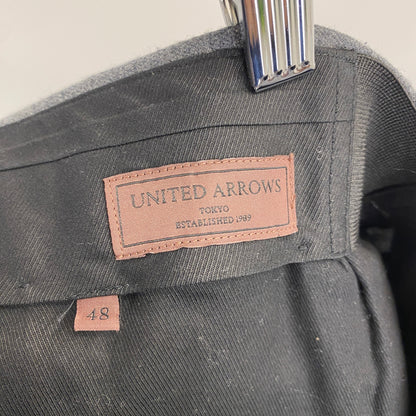 UNITED ARROWS
TOKYO
ESTABLISHED 1989
48